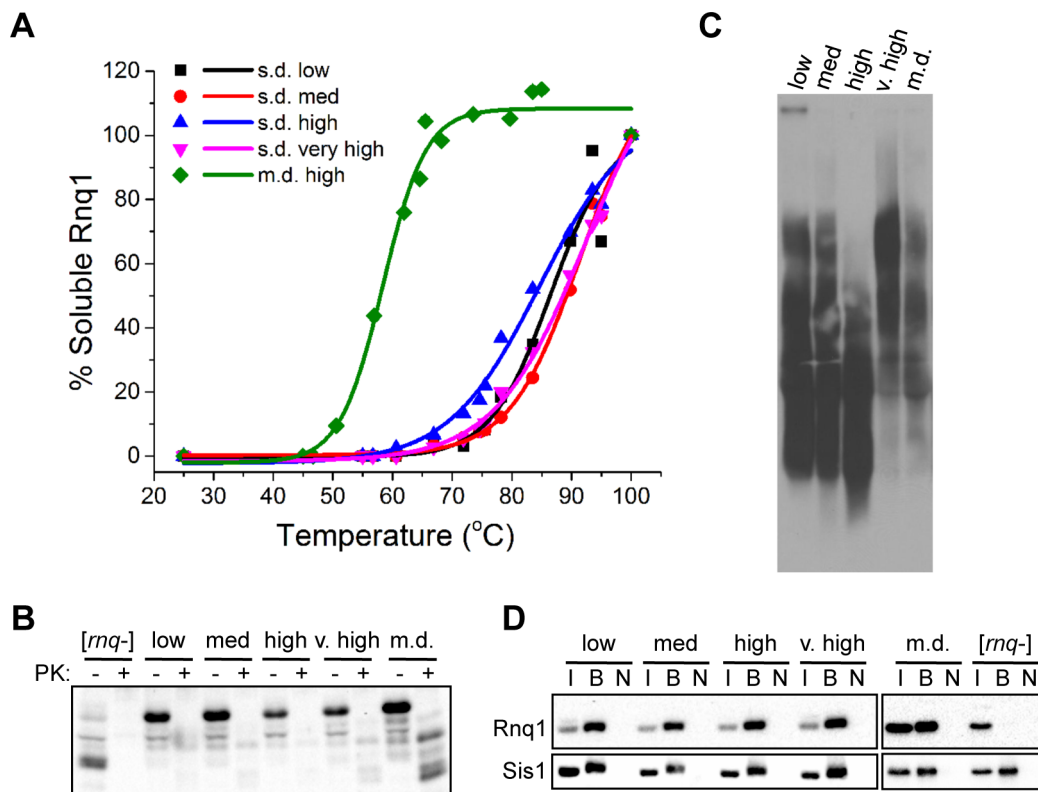 A
120
100
80
60
40
20
0
% Soluble Rnq1
s.d. low
s.d. med
s.d. high
s.d. very high
m.d. high
20 30 40 50 60 70 80 90 100
Temperature (°C)
C
low med high v. high m.d.
B
[rnq-] low med high v. high m.d.
PK: - + - + - + - + - + - +
D
low med high v. high m.d. [rnq-]
I B N I B N I B N I B N I B N I B N
Rnq1
Sis1